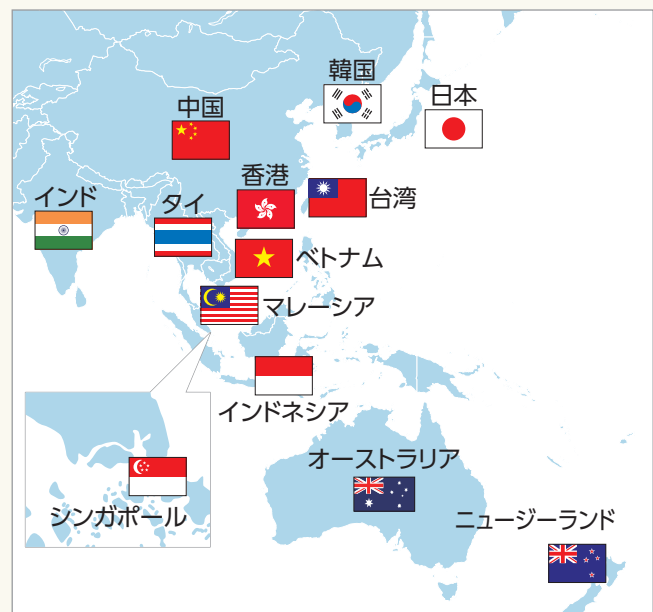 韓国
日本
中国
香港
台湾
インド
タイ
ベトナム
マレーシア
インドネシア
オーストラリア
シンガポール
ニュージーランド